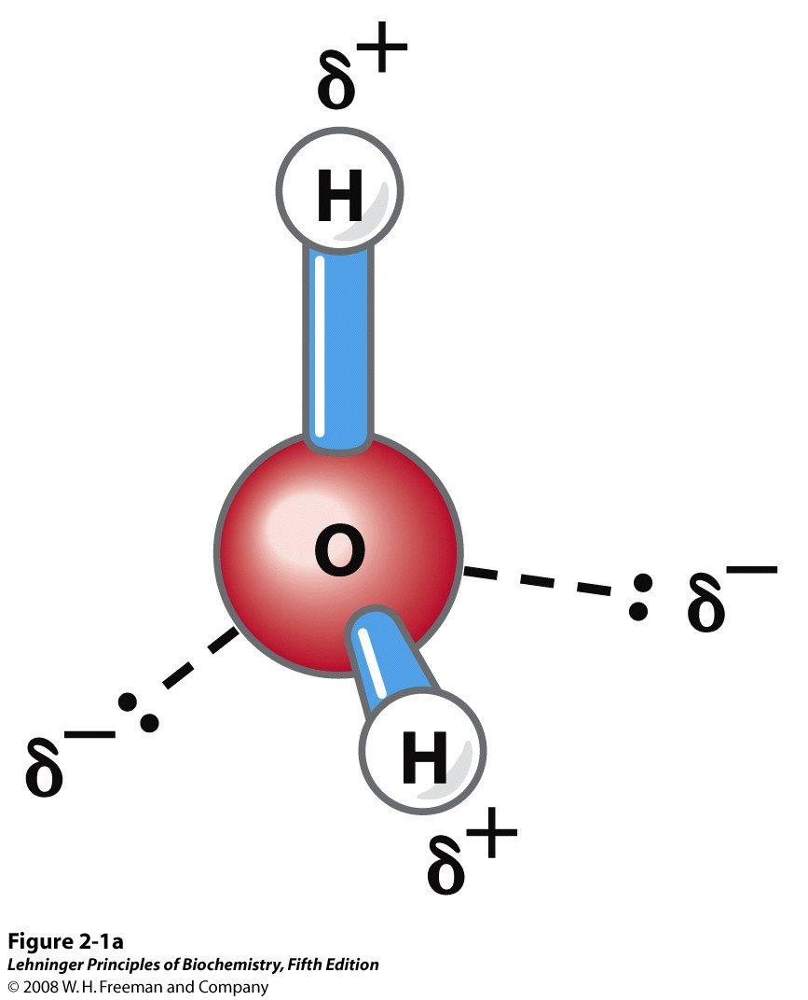 δ+
H
O
δ−
δ−
H
δ+
Figure 2-1a
Lehninger Principles of Biochemistry, Fifth Edition
© 2008 W. H. Freeman and Company